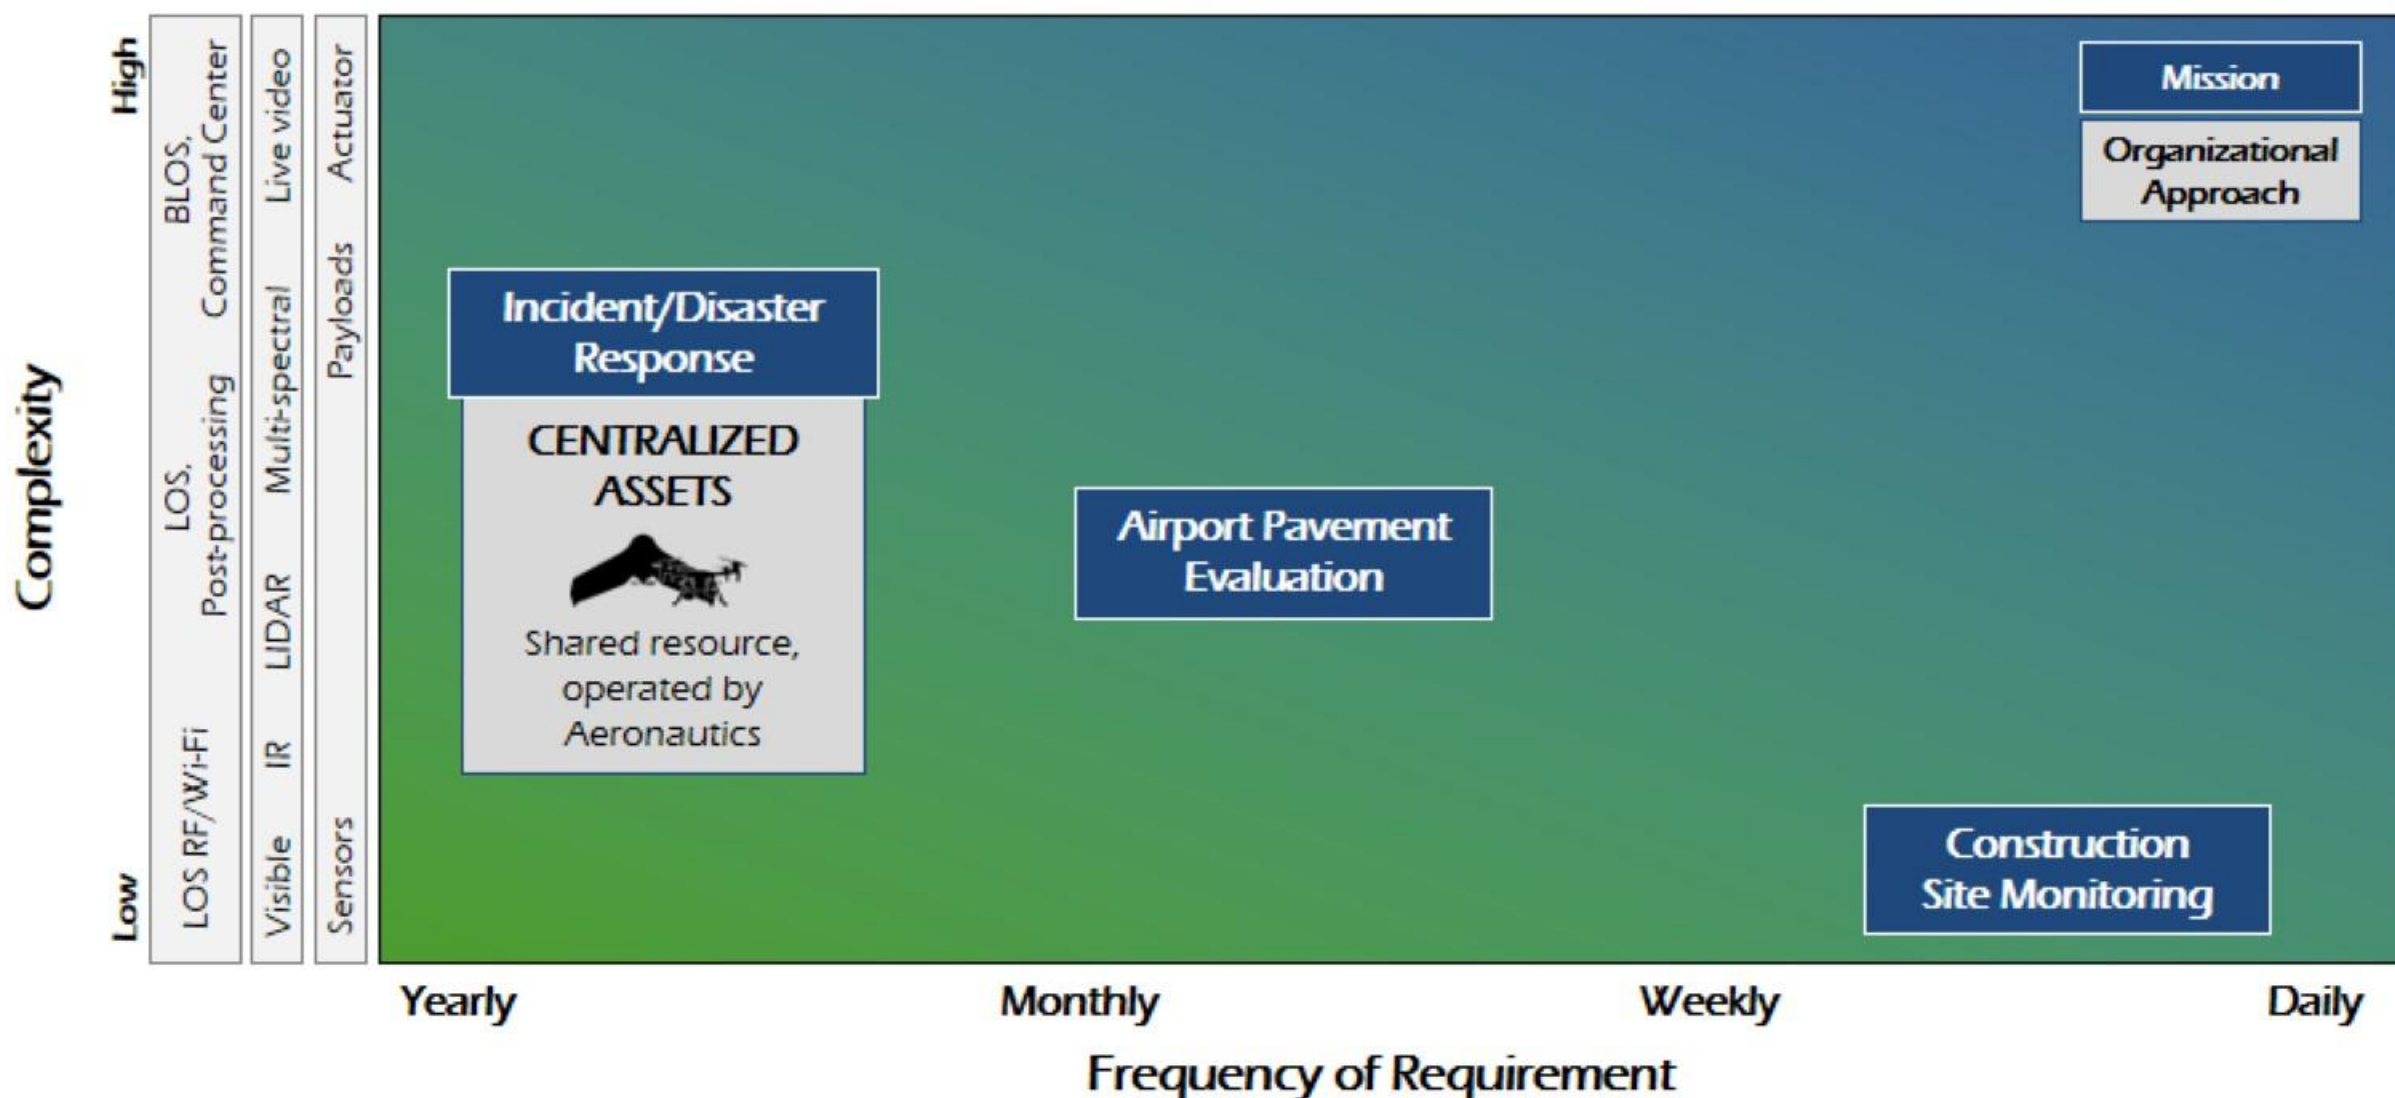 Complexity
High
Low
BLOS,
Command Center
LOS,
Post-processing
LOS RF/Wi-Fi
Live video
Multi-spectral
LIDAR
IR
Visible
Actuator
Payloads
Sensors
Mission
Organizational
Approach
Incident/Disaster
Response
CENTRALIZED
ASSETS
Shared resource,
operated by
Aeronautics
Airport Pavement
Evaluation
Construction
Site Monitoring
Yearly
Monthly
Weekly
Daily
Frequency of Requirement